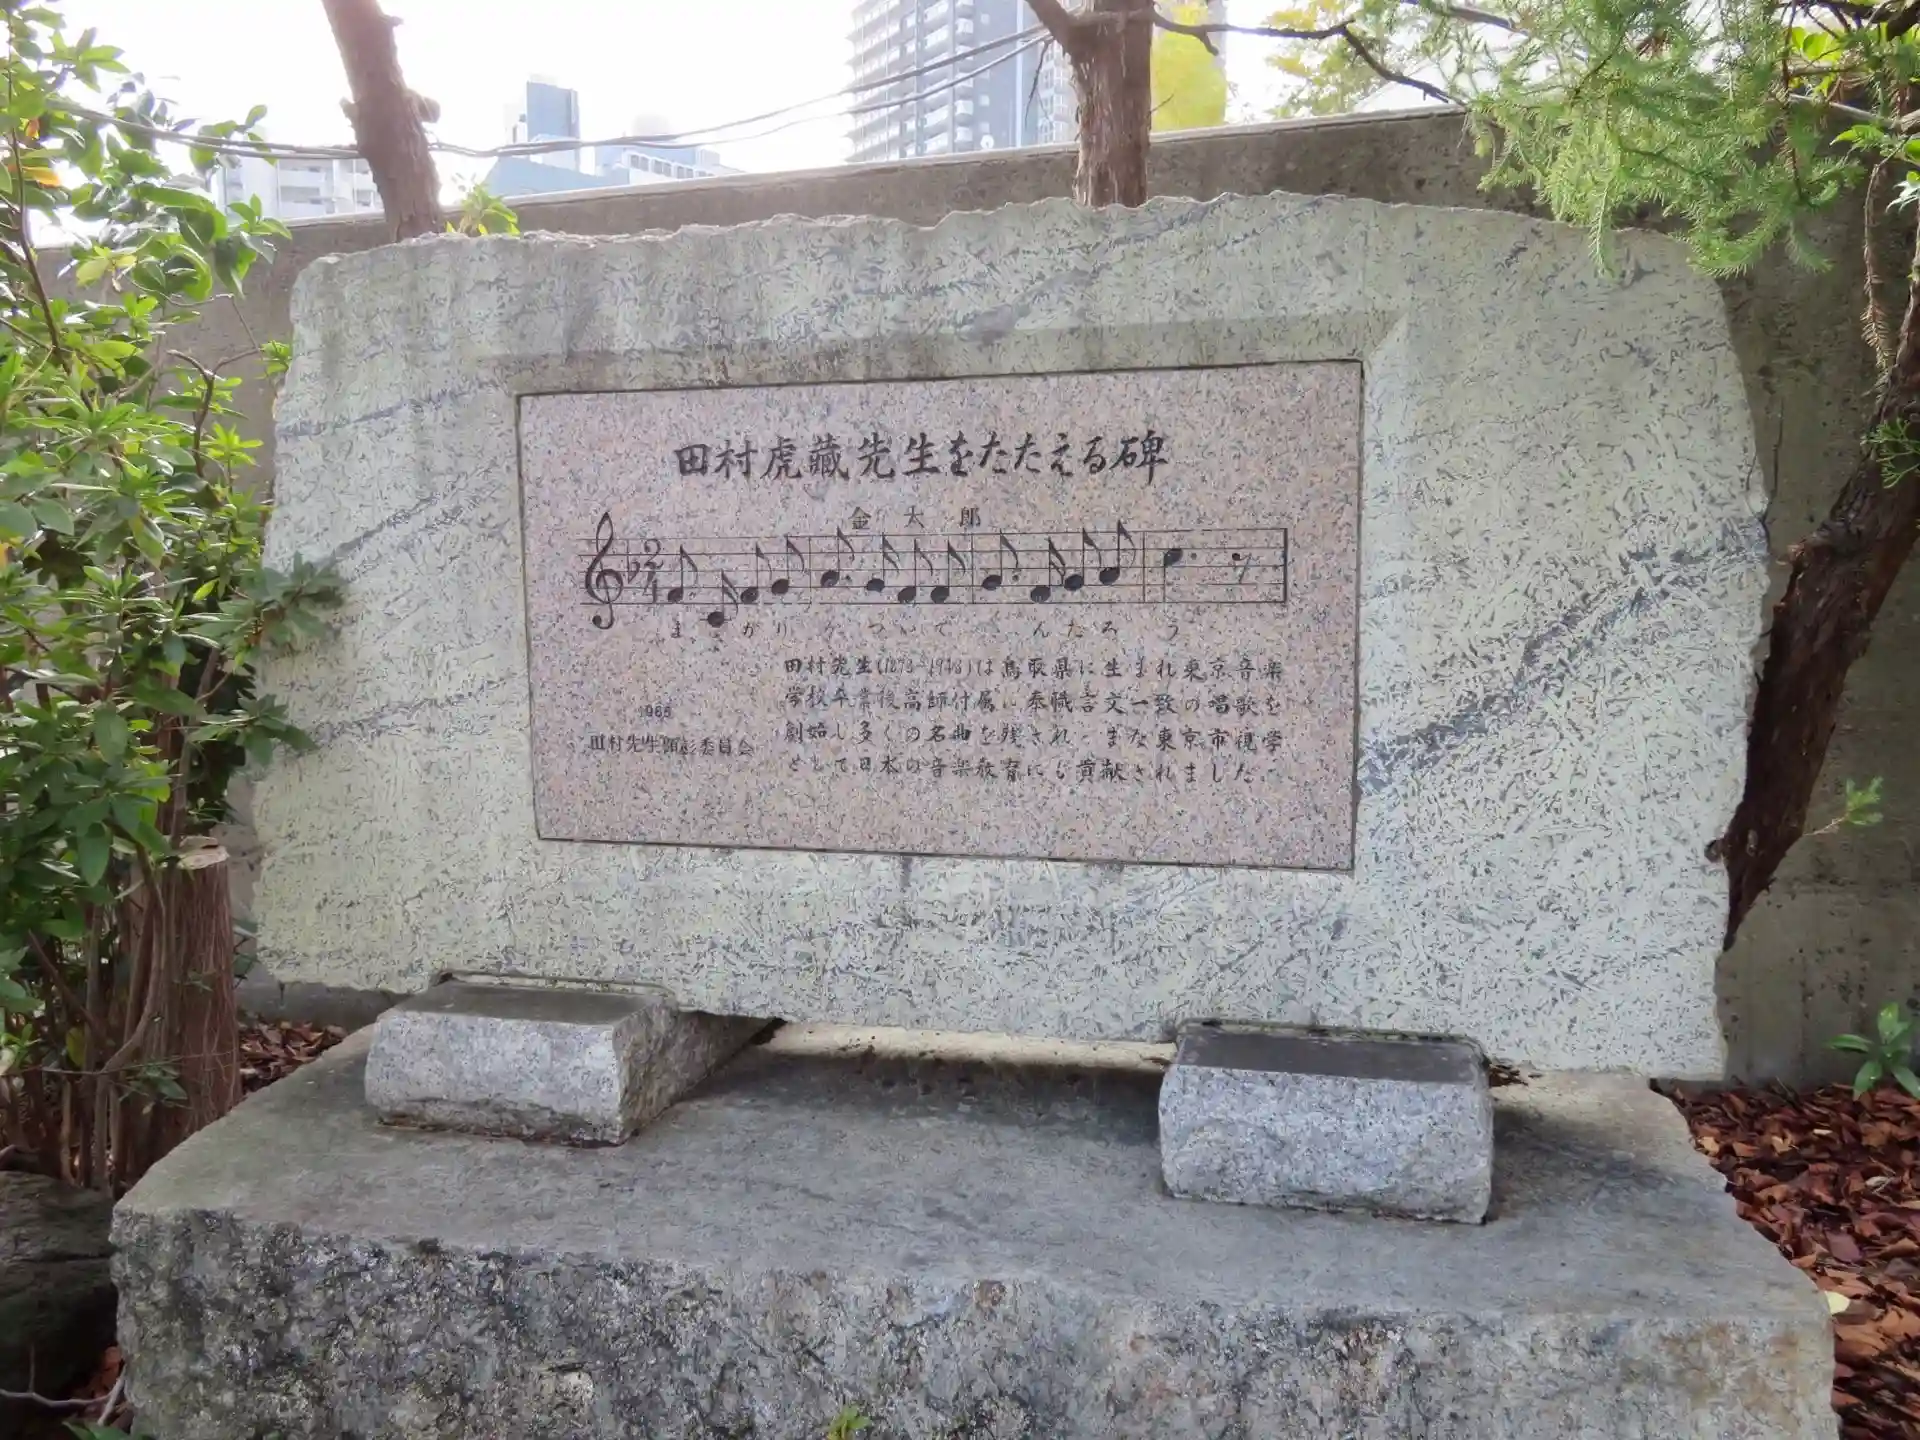 田村虎藏先生をたたえる碑
金太郎
2
4
まさかりかついできんたろう
田村先生(1873-1943)は鳥取県に生まれ東京音楽
学校卒業後高師付属に奉職言文一致の唱歌を
創始し多くの名曲を残され、また東京市視学
として日本の音楽教育にも貢献されました。
1965
田村先生顕彰委員会